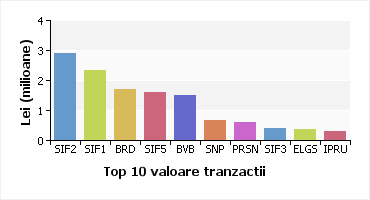 4
3
2
1
0
Lei (milioane)
SIF2 SIF1 BRD SIF5 BVB SNP PRSN SIF3 ELGS IPRU
Top 10 valoare tranzactii